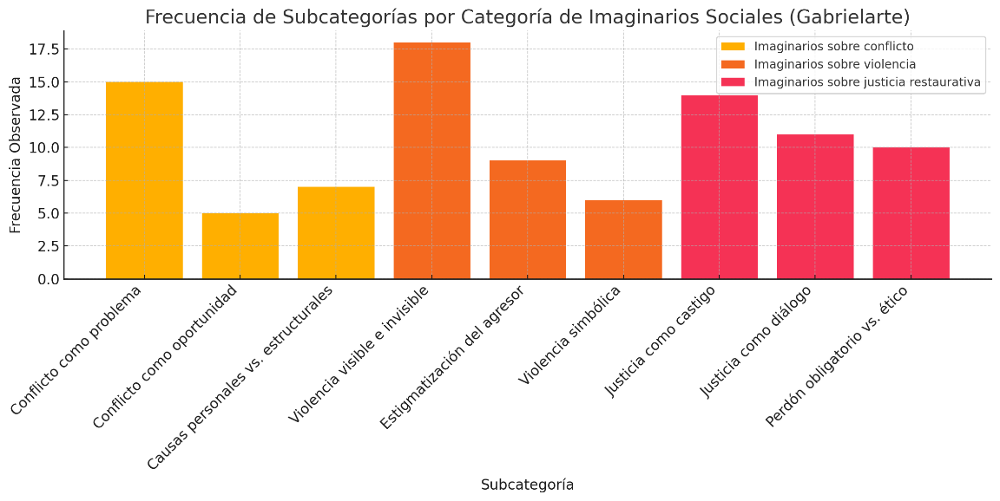 Frecuencia de Subcategorías por Categoría de Imaginarios Sociales (Gabrielarte)
Imaginarios sobre conflicto
Imaginarios sobre violencia
Imaginarios sobre justicia restaurativa
Frecuencia Observada
17.5
15.0
12.5
10.0
7.5
5.0
2.5
0.0
Conflicto como problema
Conflicto como oportunidad
Causas personales vs. estructurales
Violencia visible e invisible
Estigmatización del agresor
Violencia simbólica
Justicia como castigo
Justicia como diálogo
Perdón obligatorio vs. ético
Subcategoría